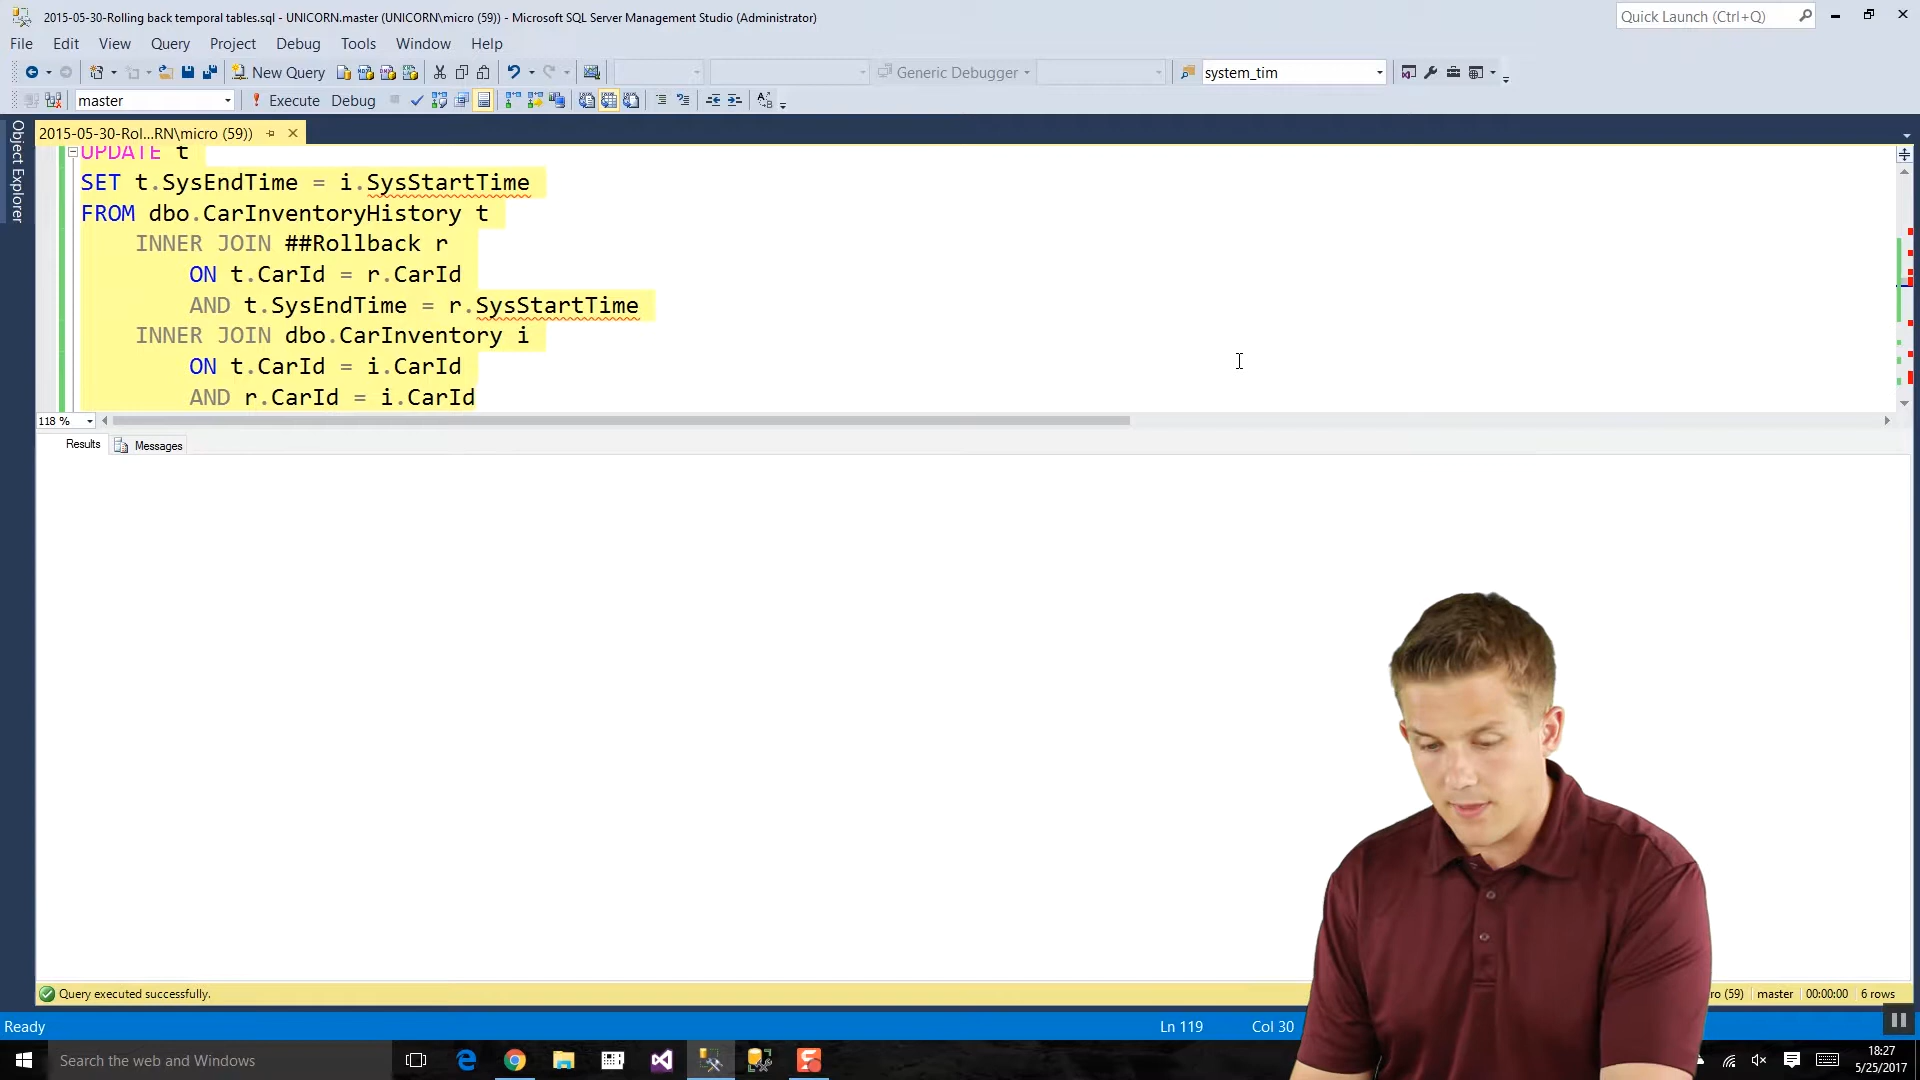 2015-05-30-Rolling back temporal tables.sql - UNICORN.master (UNICORN\micro (59)) - Microsoft SQL Server Management Studio (Administrator)
Quick Launch (Ctrl+Q)
File Edit View Query Project Debug Tools Window Help
New Query
Generic Debugger
system_tim
master
Execute Debug
2015-05-30-Rol...RN\micro (59))
Object Explorer
UPDATE t
SET t.SysEndTime = i.SysStartTime
FROM dbo.CarInventoryHistory t
INNER JOIN ##Rollback r
ON t.CarId = r.CarId
AND t.SysEndTime = r.SysStartTime
INNER JOIN dbo.CarInventory i
ON t.CarId = i.CarId
AND r.CarId = i.CarId
118 %
Results Messages
Query executed successfully.
ro (59) master 00:00:00 6 rows
Ready
Ln 119 Col 30
Search the web and Windows
18:27
5/25/2017